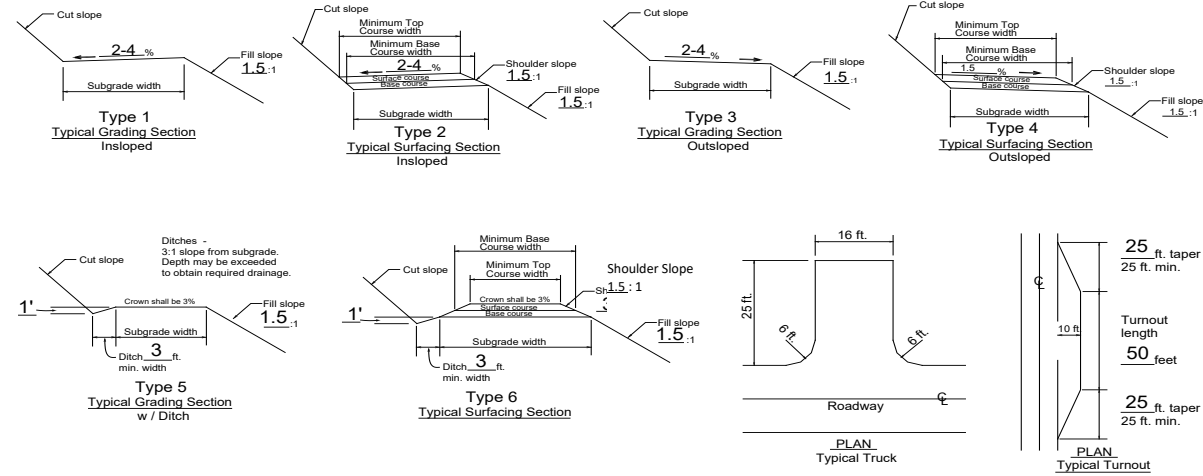 Cut slope
2-4 %
Fill slope
1.5 :1
Subgrade width
Type 1
Typical Grading Section
Insloped
Cut slope
Minimum Top
Course width
Minimum Base
Course width
2-4 %
Surface course
Base course
Shoulder slope
1.5 :1
Fill slope
1.5 :1
Subgrade width
Type 2
Typical Surfacing Section
Insloped
Cut slope
2-4 %
Fill slope
1.5 :1
Subgrade width
Type 3
Typical Grading Section
Outsloped
Cut slope
Minimum Top
Course width
Minimum Base
Course width
1.5 %
Surface course
Base course
Shoulder slope
1.5 :1
Fill slope
1.5 :1
Subgrade width
Type 4
Typical Surfacing Section
Outsloped
Ditches -
3:1 slope from subgrade.
Depth may be exceeded
to obtain required drainage.
Cut slope
1'
Crown shall be 3%
Fill slope
1.5 :1
Subgrade width
Ditch 3 ft.
min. width
Type 5
Typical Grading Section
w / Ditch
Cut slope
Minimum Base
Course width
Minimum Top
Course width
Shoulder Slope
1.5 : 1
1'
Crown shall be 3%
Surface course
Base course
Fill slope
1.5 :1
Subgrade width
Ditch 3 ft.
min. width
Type 6
Typical Surfacing Section
16 ft.
25 ft.
6 ft.
6 ft.
Roadway
℄
PLAN
Typical Truck
℄
25 ft. taper
25 ft. min.
10 ft
Turnout
length
50 feet
25 ft. taper
25 ft. min.
PLAN
Typical Turnout